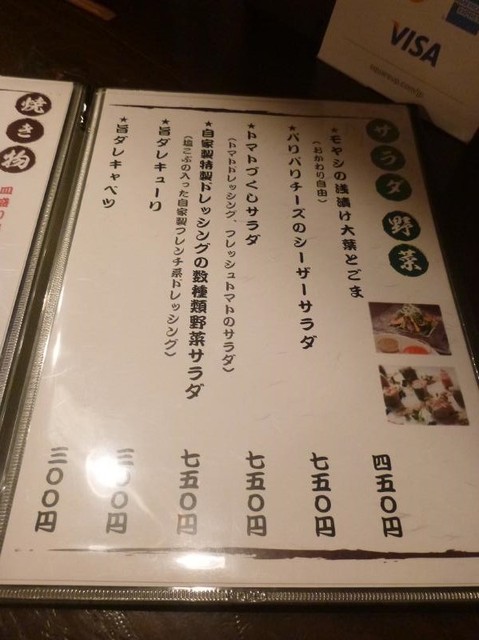 サラダ 野菜
★モヤシの浅漬け大葉とごま
(おかわり自由)
四五〇円
★パリパリチーズのシーザーサラダ
七五〇円
★トマトづくしサラダ
(トマトドレッシング、フレッシュトマトのサラダ)
七五〇円
★自家製特製ドレッシングの数種類野菜サラダ
(塩こぶの入った自家製フレンチ系ドレッシング)
七五〇円
★旨ダレキューり
三〇〇円
★旨ダレキャベツ
三〇〇円
焼き物
VISA